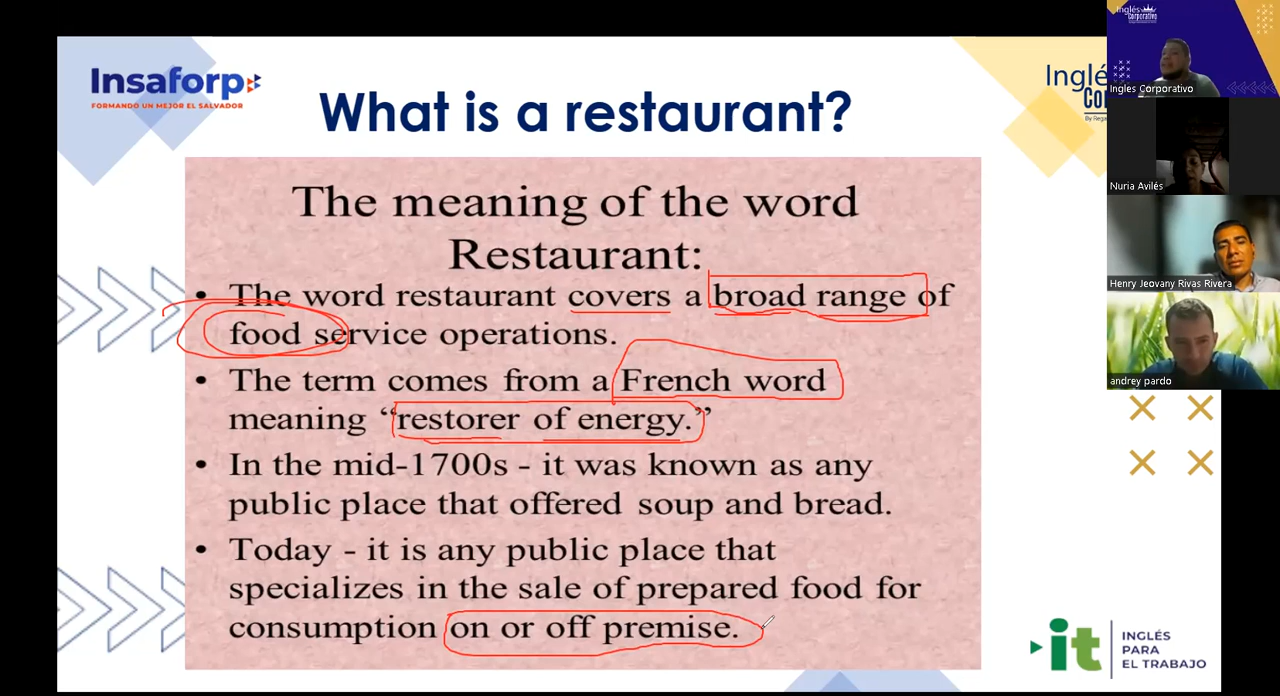 Insaforp
FORMANDO UN MEJOR EL SALVADOR
What is a restaurant?
The meaning of the word
Restaurant:
• The word restaurant covers a broad range of
food service operations.
• The term comes from a French word
meaning “restorer of energy.”
• In the mid-1700s - it was known as any
public place that offered soup and bread.
• Today - it is any public place that
specializes in the sale of prepared food for
consumption on or off premise.
Inglé
Co
By Rega
Inglés
Corporativo
Ingles Corporativo
Nuria Avilés
Henry Jeovany Rivas Rivera
andrey pardo
it
INGLÉS
PARA
EL TRABAJO